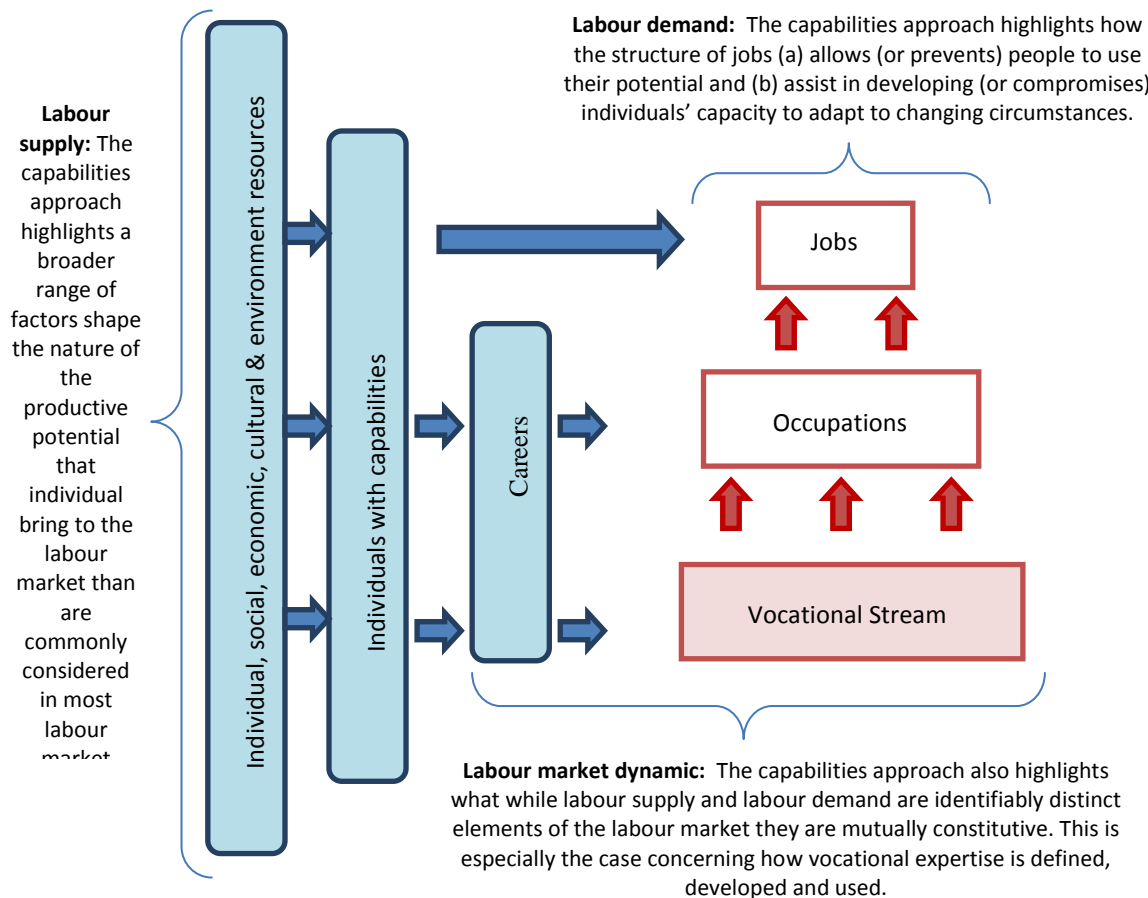 Labour
supply: The
capabilities
approach
highlights a
broader
range of
factors shape
the nature of
the
productive
potential
that
individual
bring to the
labour
market than
are
commonly
considered
in most
labour
market
Individual, social, economic, cultural & environment resources
Individuals with capabilities
Careers
Labour demand: The capabilities approach highlights how
the structure of jobs (a) allows (or prevents) people to use
their potential and (b) assist in developing (or compromises)
individuals’ capacity to adapt to changing circumstances.
Jobs
Occupations
Vocational Stream
Labour market dynamic: The capabilities approach also highlights
what while labour supply and labour demand are identifiably distinct
elements of the labour market they are mutually constitutive. This is
especially the case concerning how vocational expertise is defined,
developed and used.